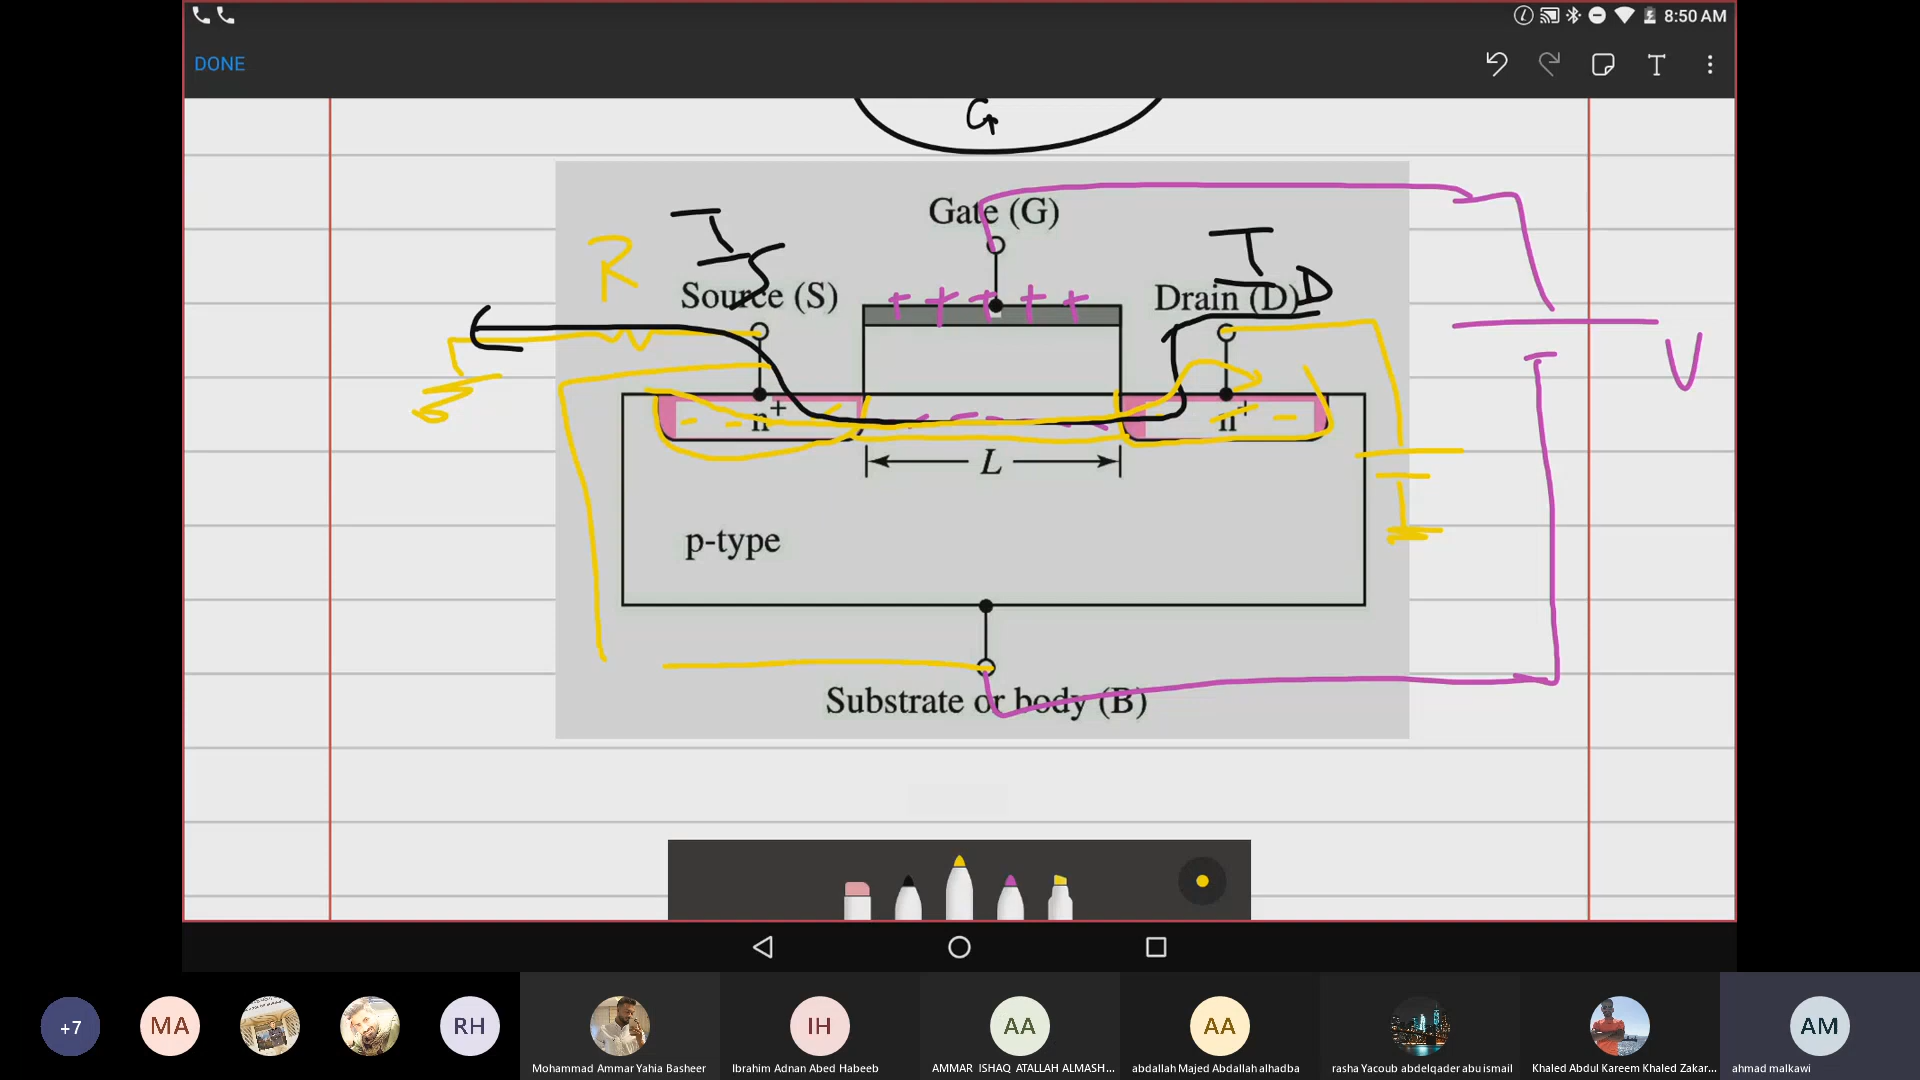 8:50 AM
DONE
T
G
Gate (G)
I
S
R
I
D
Source (S)
Drain (D)
+ + + + +
V
n+
n+
L
p-type
Substrate or body (B)
+7
MA
RH
IH
AA
AA
AM
Mohammad Ammar Yahia Basheer
Ibrahim Adnan Abed Habeeb
AMMAR ISHAQ ATALLAH ALMASH...
abdallah Majed Abdallah alhadba
rasha Yacoub abdelqader abu ismail
Khaled Abdul Kareem Khaled Zakar...
ahmad malkawi